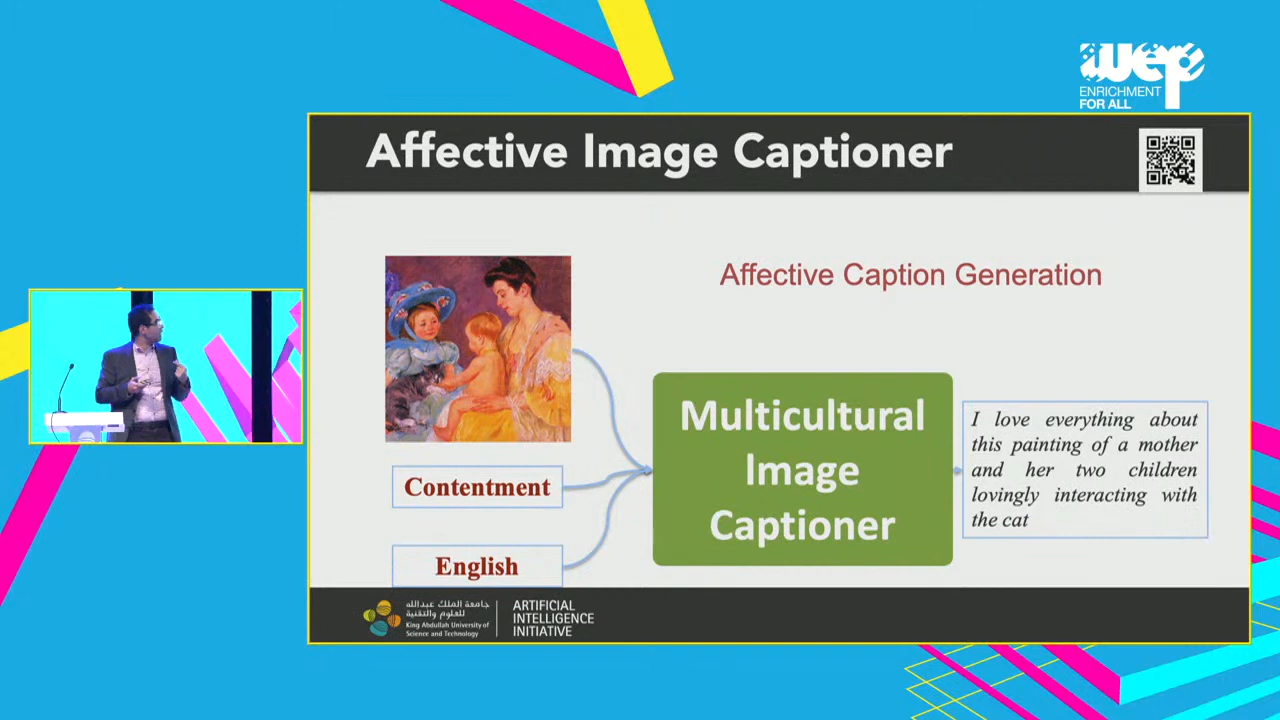 wep
ENRICHMENT
FOR ALL
Affective Image Captioner
Affective Caption Generation
Multicultural
Image
Captioner
I love everything about
this painting of a mother
and her two children
lovingly interacting with
the cat
Contentment
English
جامعة الملك عبدالله
للعلوم والتقنية
King Abdullah University of
Science and Technology
ARTIFICIAL
INTELLIGENCE
INITIATIVE